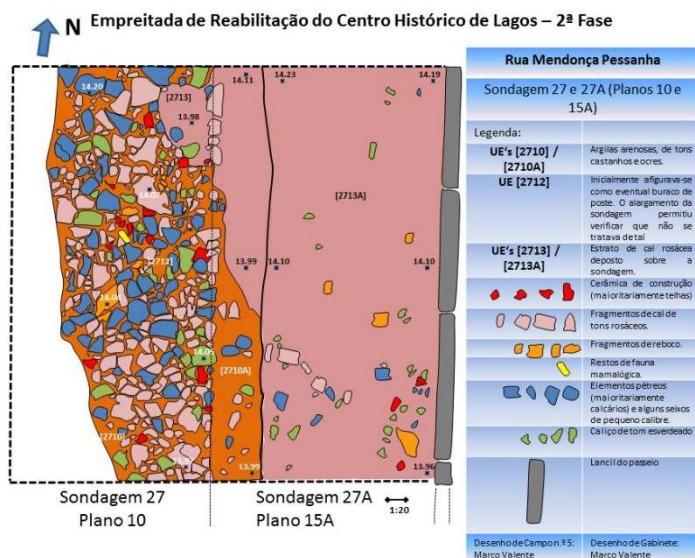 Empreitada de Reabilitação do Centro Histórico de Lagos – 2ª Fase
N
14.20
[2713]
13.98
14.11
14.23
14.19
14.07
[2713A]
[2712]
13.99
14.10
14.10
14.05
[2710A]
[2710]
13.99
13.96
Sondagem 27
Plano 10
Sondagem 27A
Plano 15A
1:20
Rua Mendonça Pessanha
Sondagem 27 e 27A (Planos 10 e
15A)
Legenda:
UE's [2710] /
[2710A]
Argilas arenosas, de tons
castanhos e ocres.
UE [2712]
Inicialmente afigurava-se
como eventual buraco de
poste. O alargamento da
sondagem permitiu
verificar que não se
tratava de tal
UE's [2713] /
[2713A]
Estrato de cal rosácea
deposto sobre a
sondagem.
Cerâmica de construção
(maioritariamente telhas)
Fragmentos de cal de
tons rosáceos.
Fragmentos de reboco.
Restos de fauna
mamalógica.
Elementos pétreos
(maioritariamente
calcários) e alguns seixos
de pequeno calibre.
Caliço de tom esverdeado
Lancil do passeio
Desenho de Campo n.º 5:
Marco Valente
Desenho de Gabinete:
Marco Valente